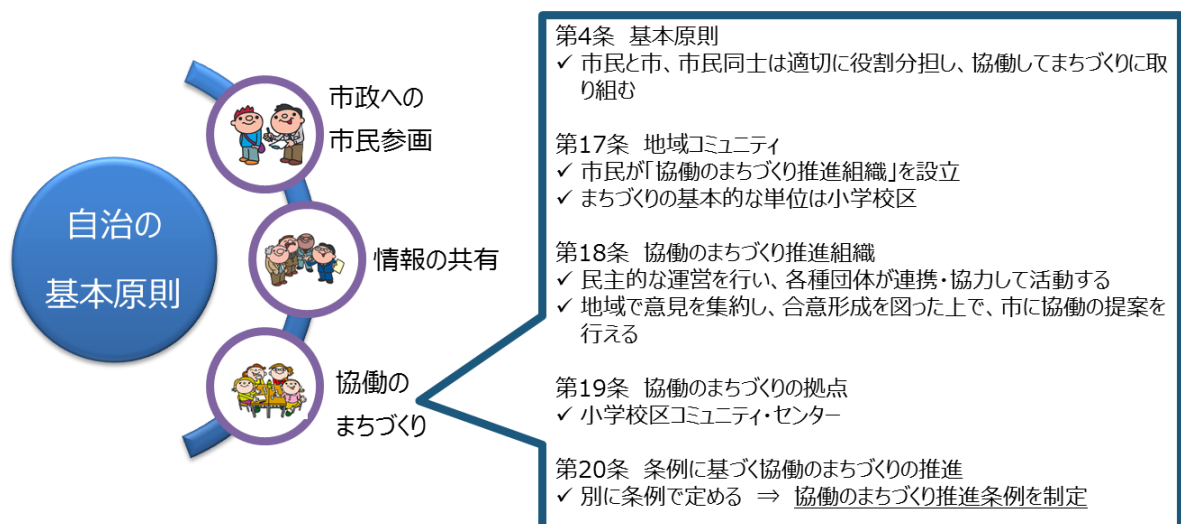 自治の
基本原則
市政への
市民参画
情報の共有
協働の
まちづくり
第4条 基本原則
✓ 市民と市、市民同士は適切に役割分担し、協働してまちづくりに取
り組む
第17条 地域コミュニティ
✓ 市民が「協働のまちづくり推進組織」を設立
✓ まちづくりの基本的な単位は小学校区
第18条 協働のまちづくり推進組織
✓ 民主的な運営を行い、各種団体が連携・協力して活動する
✓ 地域で意見を集約し、合意形成を図った上で、市に協働の提案を
行える
第19条 協働のまちづくりの拠点
✓ 小学校区コミュニティ・センター
第20条 条例に基づく協働のまちづくりの推進
✓ 別に条例で定める ⇒ 協働のまちづくり推進条例を制定